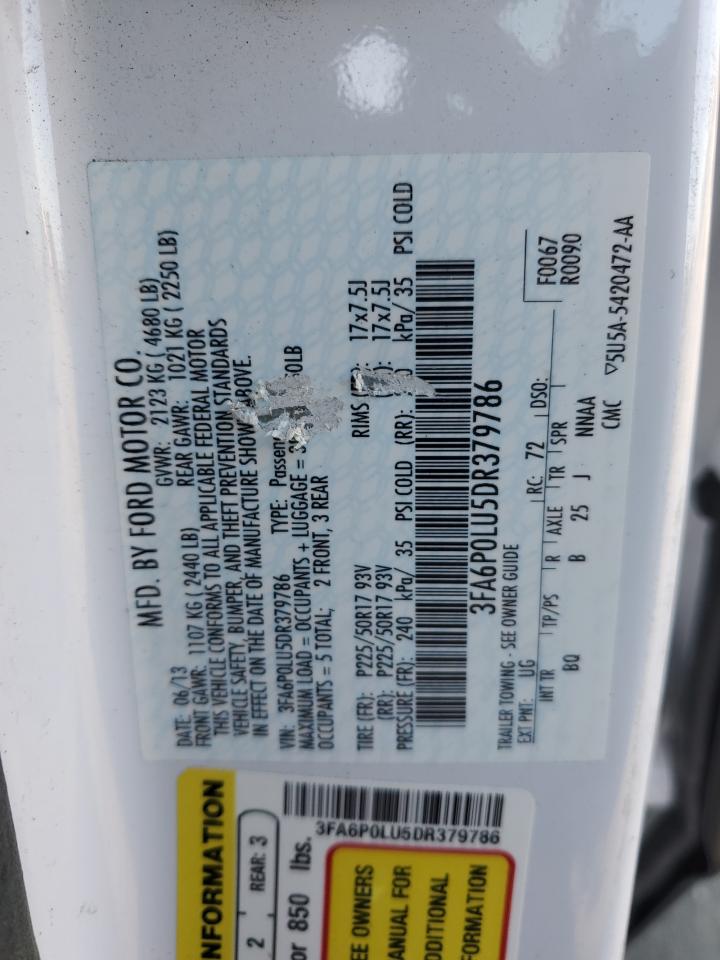 MFD. BY FORD MOTOR CO.
DATE: 06/13 GVWR: 2123 KG ( 4680 LB)
FRONT GAWR: 1107 KG ( 2440 LB) REAR GAWR: 1021 KG ( 2250 LB)
THIS VEHICLE CONFORMS TO ALL APPLICABLE FEDERAL MOTOR
VEHICLE SAFETY, BUMPER, AND THEFT PREVENTION STANDARDS
IN EFFECT ON THE DATE OF MANUFACTURE SHOWN ABOVE.
VIN: 3FA6P0LU5DR379786 TYPE: Passen
MAXIMUM LOAD = OCCUPANTS + LUGGAGE = 50LB
OCCUPANTS = 5 TOTAL; 2 FRONT, 3 REAR
TIRE (FR): P225/50R17 93V RIMS 17x7.5J
(RR): P225/50R17 93V 17x7.5J
PRESSURE (FR): 240 kPa/ 35 PSI COLD (RR): kPa/ 35 PSI COLD
3FA6P0LU5DR379786
TRAILER TOWING - SEE OWNER GUIDE
EXT PNT: UG RC: 72 DSO: F0067
R0090
INT TR TP/PS R AXLE TR SPR
BQ B 25 J NNAA
CMC ▽5U5A-5420472-AA
NFORMATION
2 REAR: 3
or 850 lbs.
3FA6P0LU5DR379786
EE OWNERS
ANUAL FOR
DDITIONAL
FORMATION